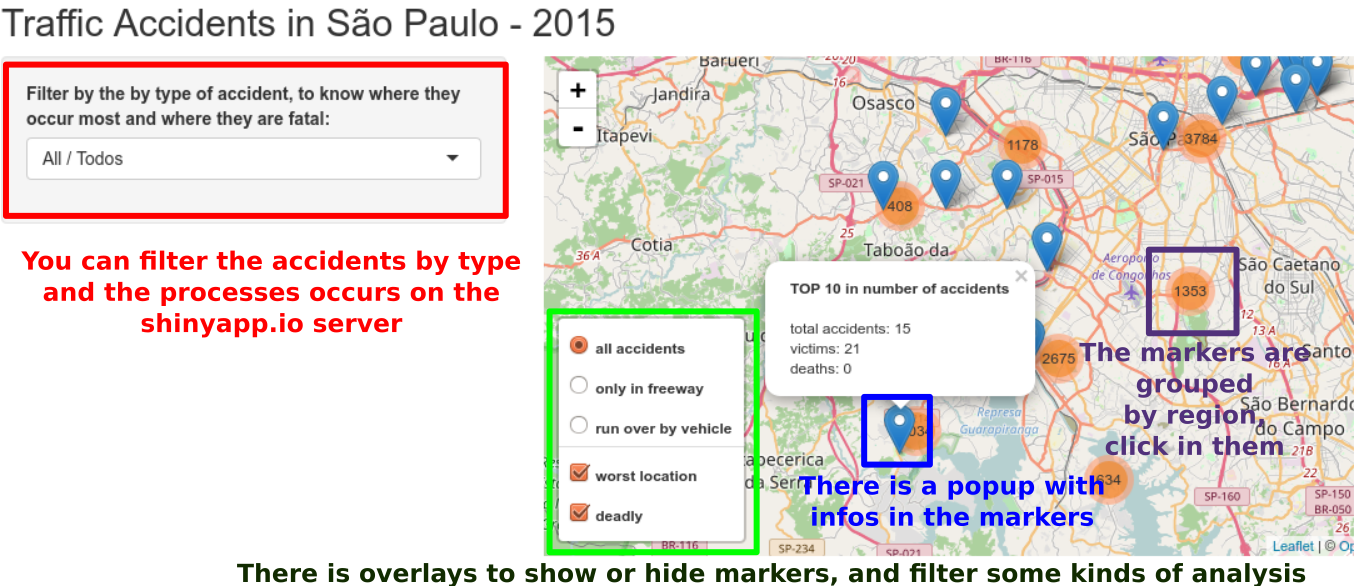 Traffic Accidents in São Paulo - 2015
Filter by the by type of accident, to know where they
occur most and where they are fatal:
All / Todos
You can filter the accidents by type
and the processes occurs on the
shinyapp.io server
+
-
Barueri
BR-116
Jandira
Osasco
Itapevi
1178
3784
SP-021
SP-015
408
25
Cotia
36 A
Taboão da
Aeroporto
de Congonhas
São Caetano
do Sul
1353
12
13 A
TOP 10 in number of accidents
×
total accidents: 15
victims: 21
deaths: 0
2675
all accidents
only in freeway
run over by vehicle
worst location
deadly
The markers are
grouped
by region,
click in them
Santo
16 A
São Bernardo
do Campo
21B
22
Represa
Guarapiranga
da Serra
634
There is a popup with
infos in the markers
SP-160
SP-150
BR-050
26
BR-116
SP-234
SP-021
Leaflet | ©
There is overlays to show or hide markers, and filter some kinds of analysis